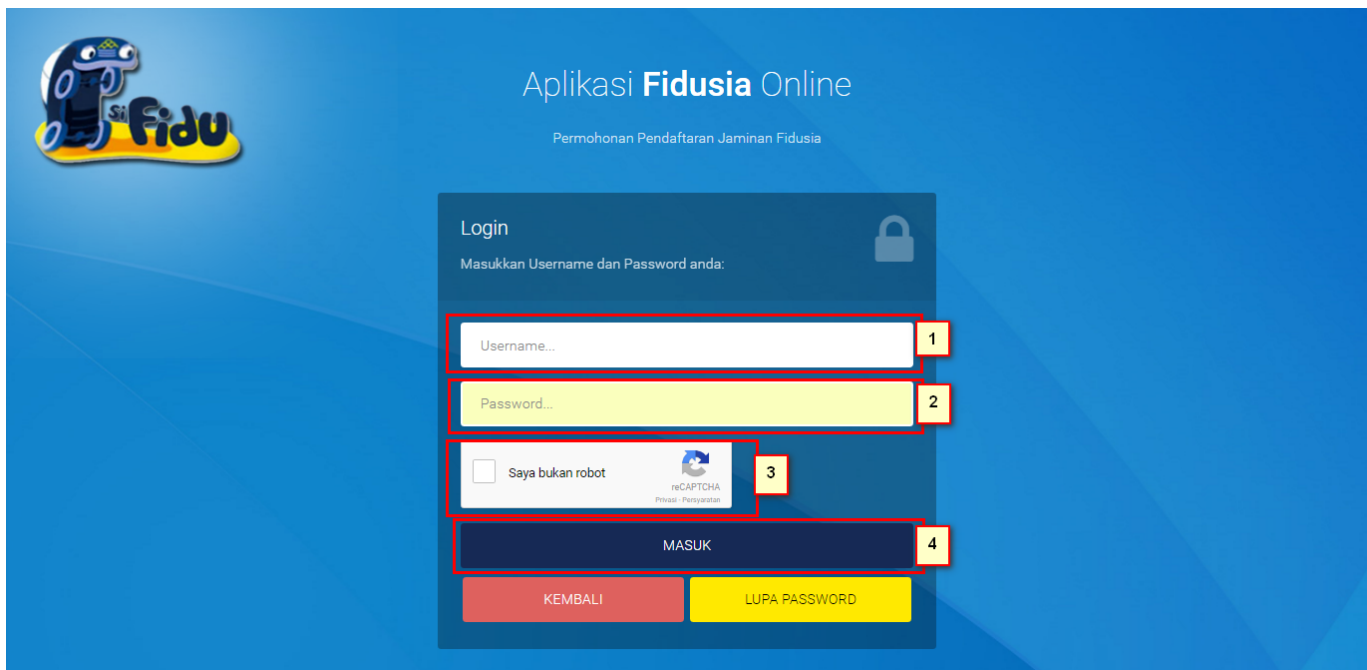 Si Fidu
Aplikasi Fidusia Online
Permohonan Pendaftaran Jaminan Fidusia
Login
Masukkan Username dan Password anda:
Username...
1
Password...
2
Saya bukan robot
reCAPTCHA
Privasi - Persyaratan
3
MASUK
4
KEMBALI
LUPA PASSWORD